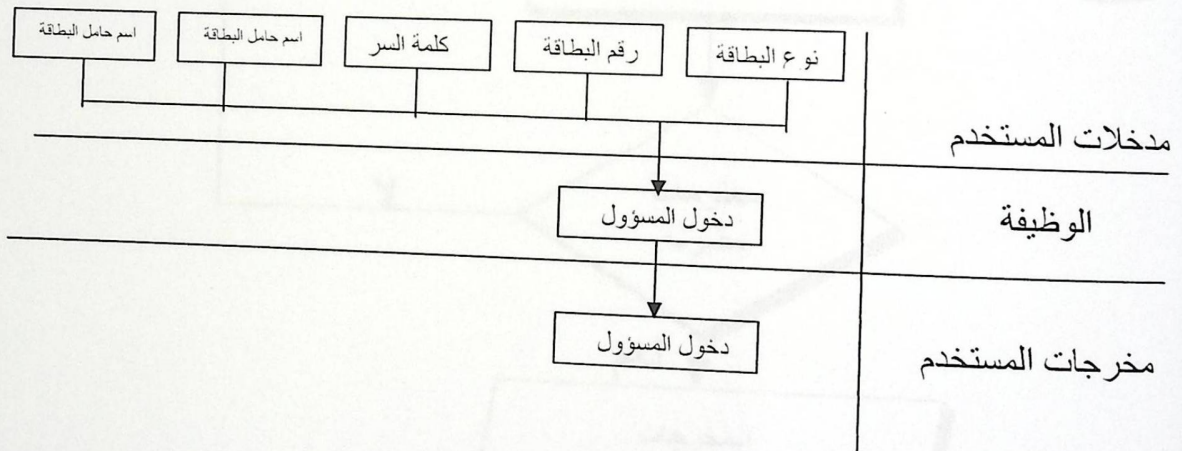 نوع البطاقة
رقم البطاقة
كلمة السر
اسم حامل البطاقة
اسم حامل البطاقة
مدخلات المستخدم
الوظيفة
دخول المسؤول
مخرجات المستخدم
دخول المسؤول